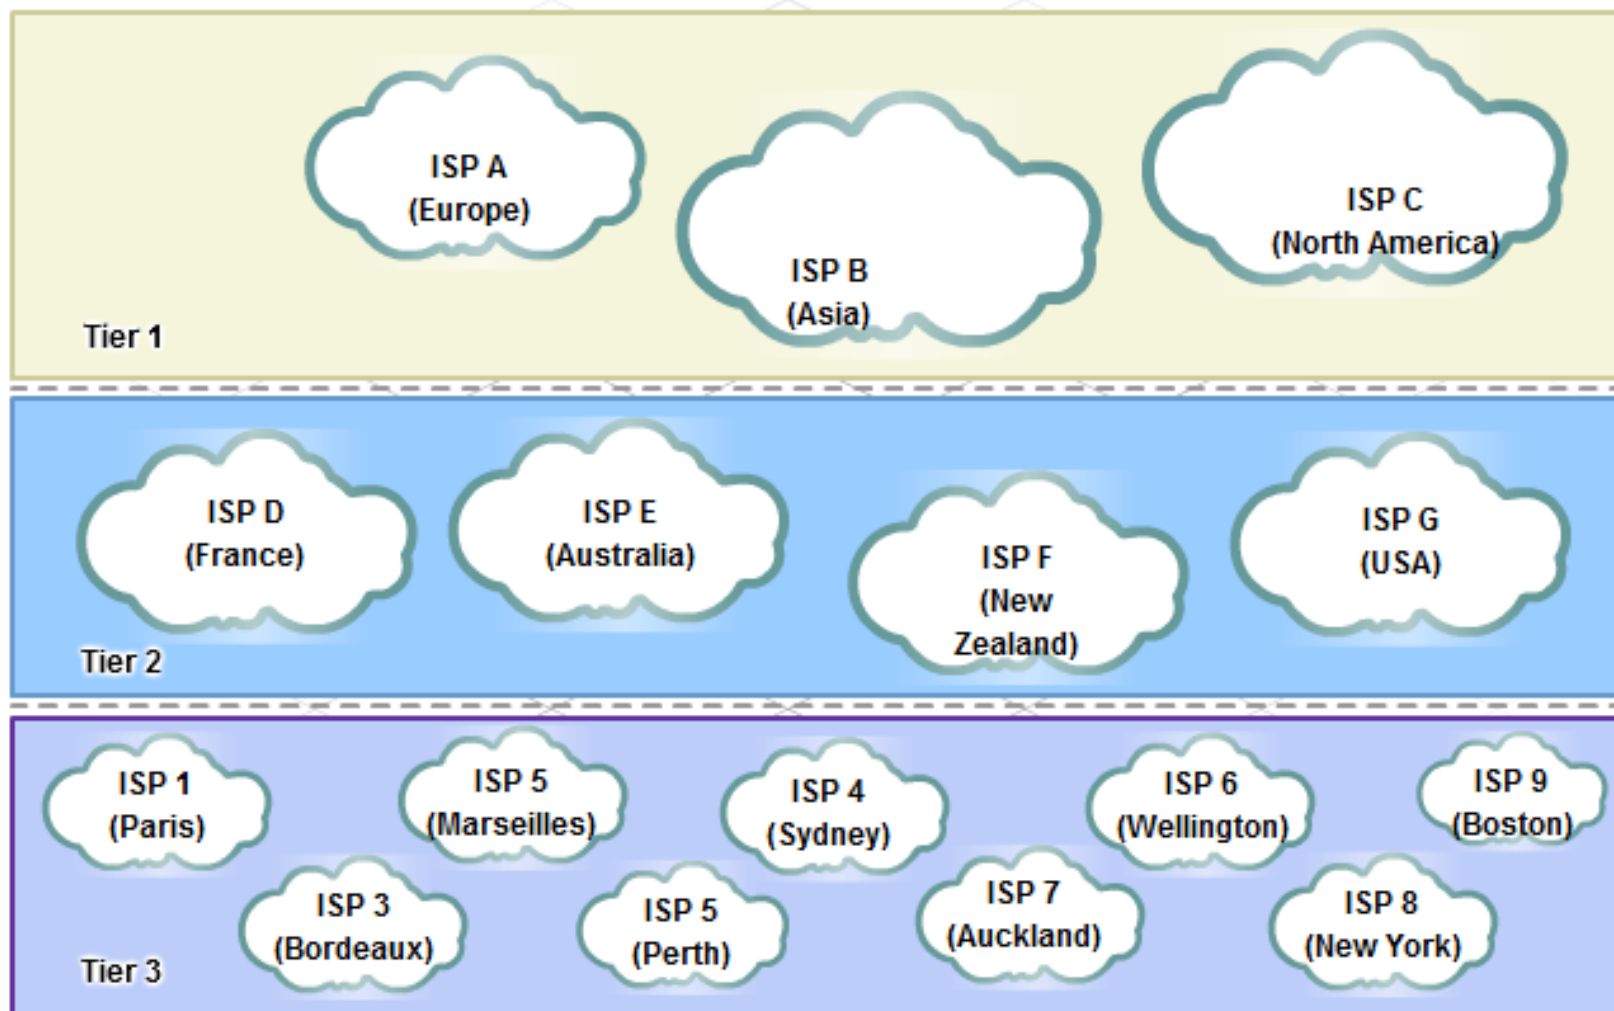 ISP A
(Europe)
ISP B
(Asia)
ISP C
(North America)
Tier 1
ISP D
(France)
ISP E
(Australia)
ISP F
(New
Zealand)
ISP G
(USA)
Tier 2
ISP 1
(Paris)
ISP 5
(Marseilles)
ISP 4
(Sydney)
ISP 6
(Wellington)
ISP 9
(Boston)
ISP 3
(Bordeaux)
ISP 5
(Perth)
ISP 7
(Auckland)
ISP 8
(New York)
Tier 3